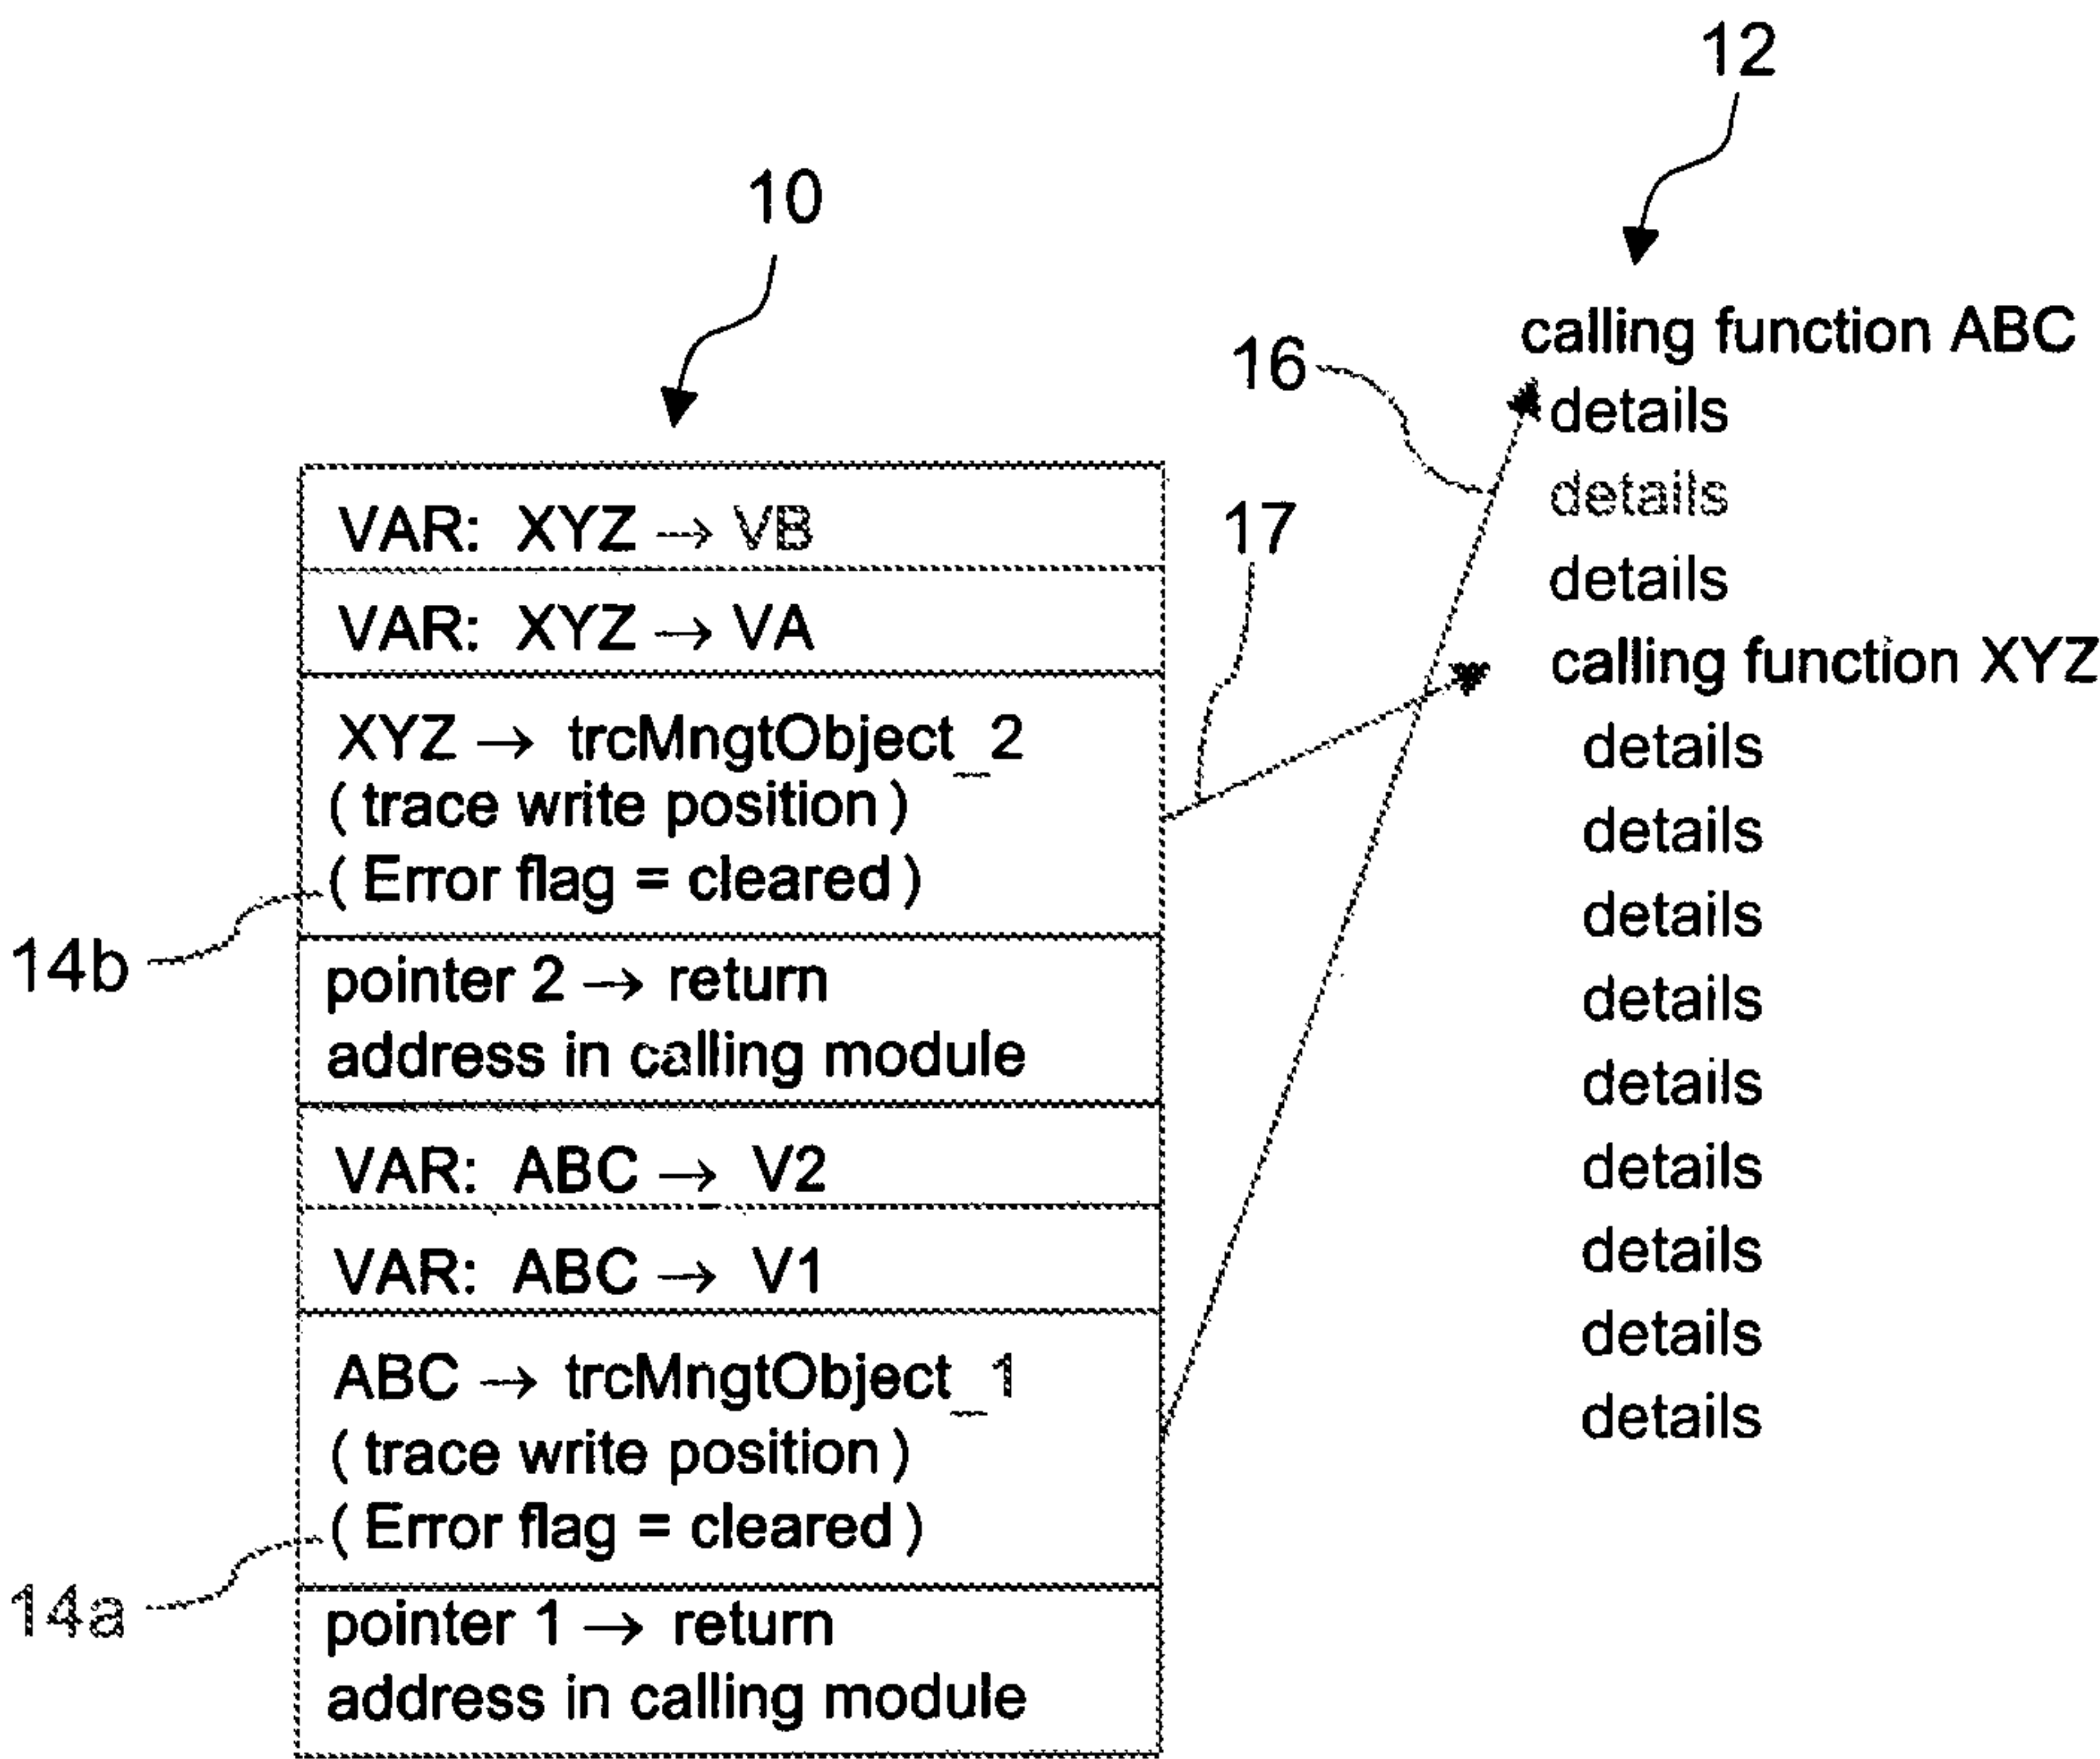 12
10
calling function ABC
16
details
details
17
VAR: XYZ → VB
details
VAR: XYZ → VA
calling function XYZ
XYZ → trcMngtObject_2
details
( trace write position )
details
( Error flag = cleared )
details
14b
pointer 2 → return
details
address in calling module
details
VAR: ABC → V2
details
VAR: ABC → V1
details
ABC → trcMngtObject_1
details
( trace write position )
details
( Error flag = cleared )
14a
pointer 1 → return
address in calling module